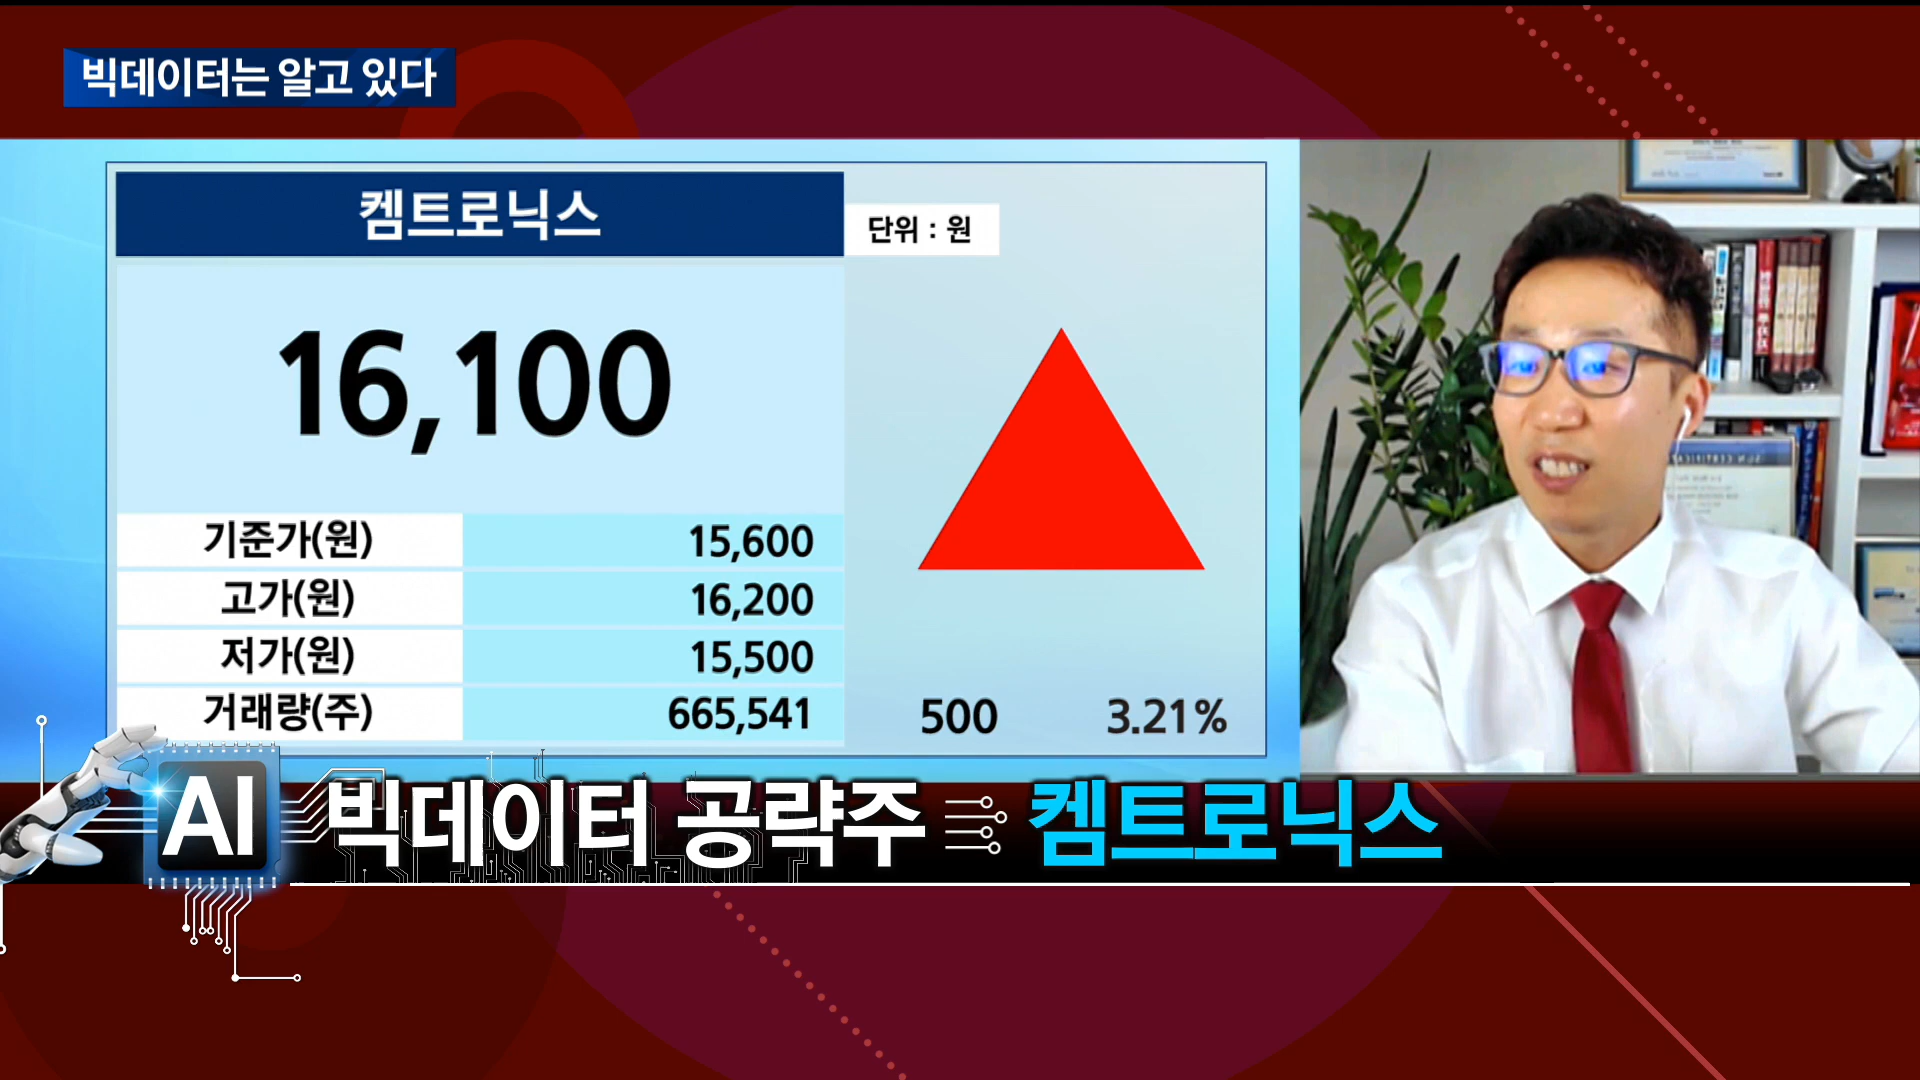 빅데이터는 알고 있다
켐트로닉스
단위 : 원
16,100
기준가(원) 15,600
고가(원) 16,200
저가(원) 15,500
거래량(주) 665,541
500 3.21%
AI 빅데이터 공략주 켐트로닉스